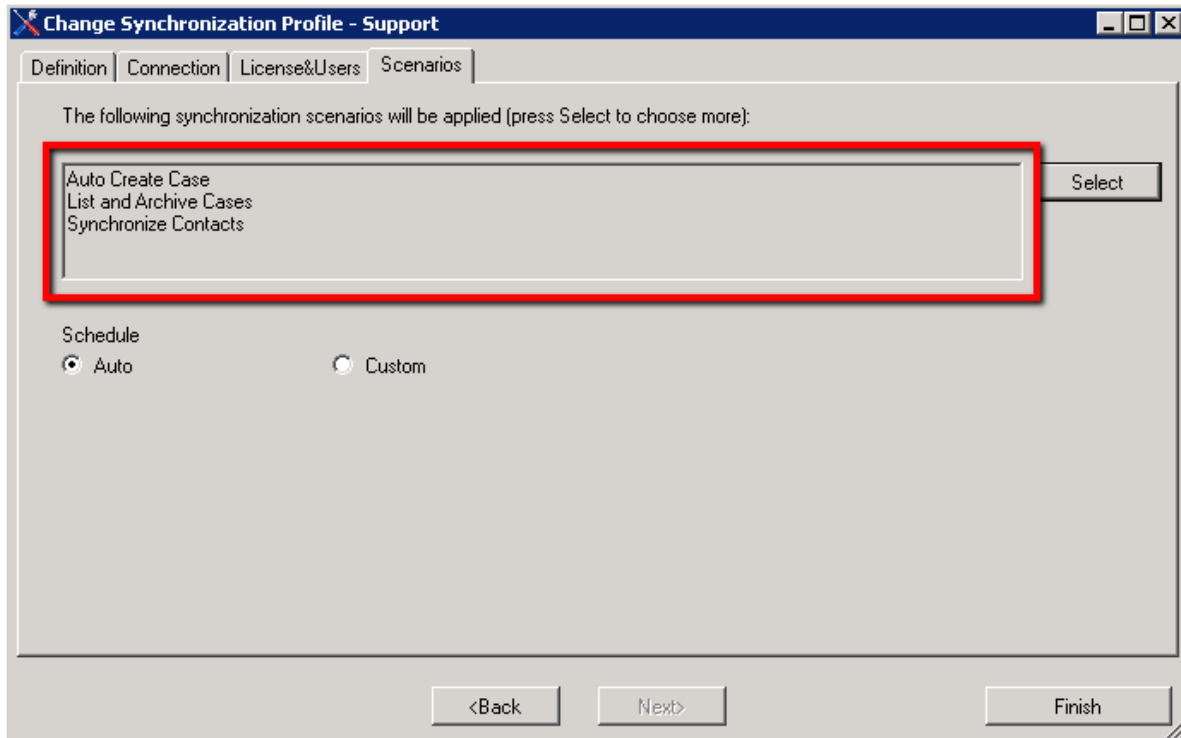 Change Synchronization Profile - Support
Definition Connection License&Users Scenarios
The following synchronization scenarios will be applied (press Select to choose more):
Auto Create Case
List and Archive Cases
Synchronize Contacts
Select
Schedule
Auto Custom
<Back Next> Finish